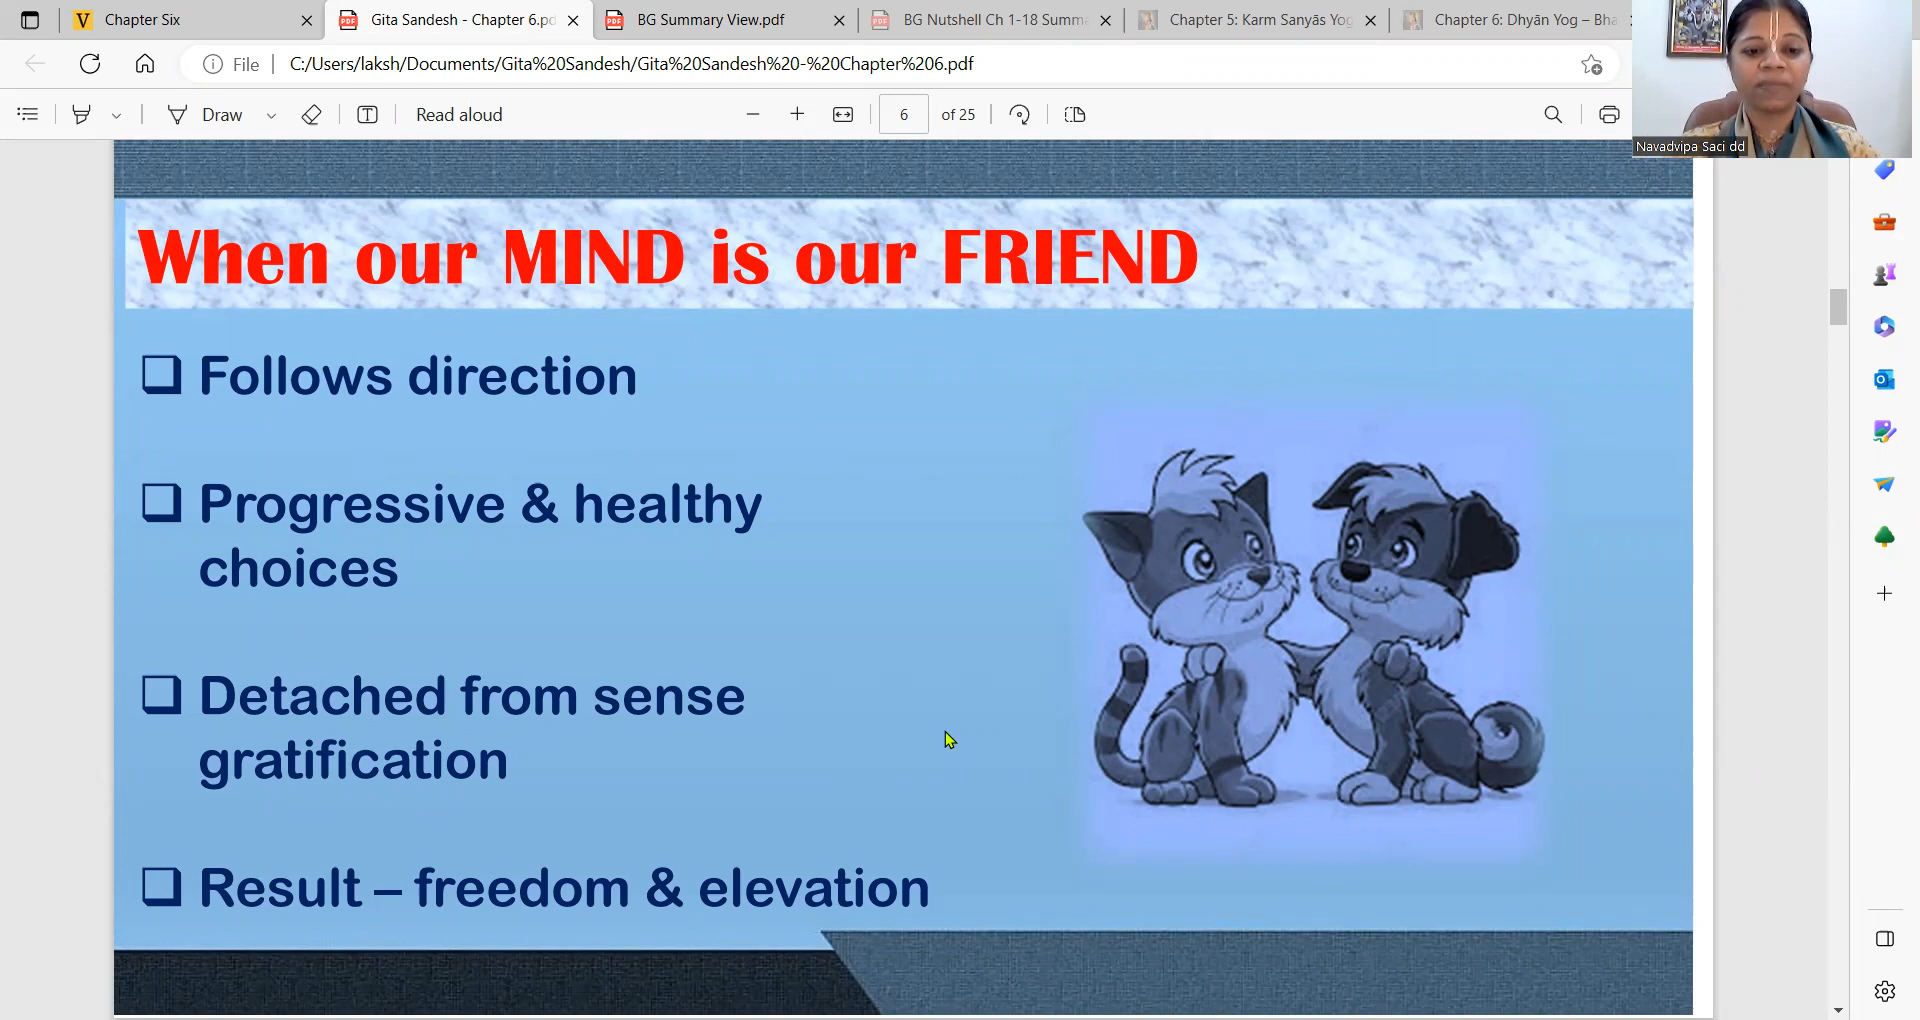 Chapter Six
Gita Sandesh - Chapter 6.pd
BG Summary View.pdf
BG Nutshell Ch 1-18 Summa
Chapter 5: Karm Sanyās Yog
Chapter 6: Dhyān Yog – Bha
File
C:/Users/laksh/Documents/Gita%20Sandesh/Gita%20Sandesh%20-%20Chapter%206.pdf
Draw
Read aloud
6
of 25
Navadvipa Saci dd
When our MIND is our FRIEND
Follows direction
Progressive & healthy
choices
Detached from sense
gratification
Result – freedom & elevation